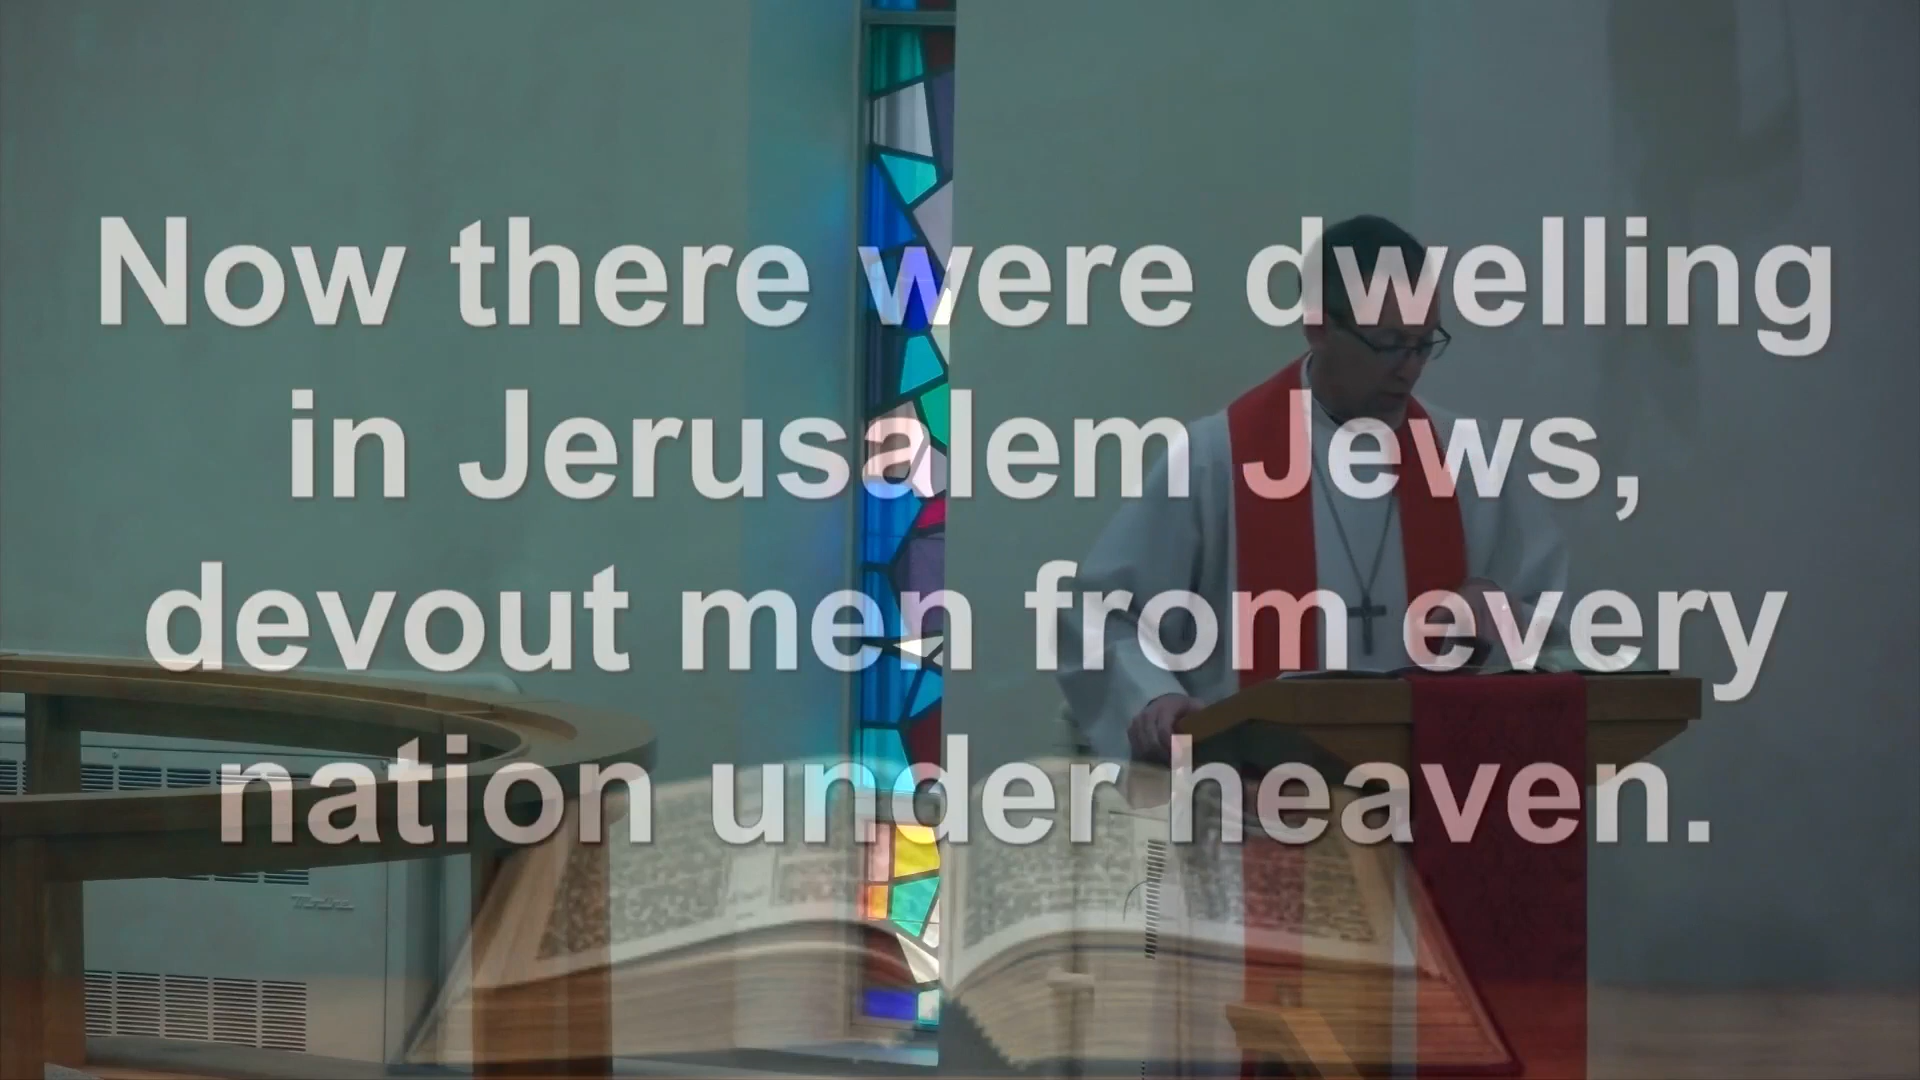 Now there were dwelling
in Jerusalem Jews,
devout men from every
nation under heaven.